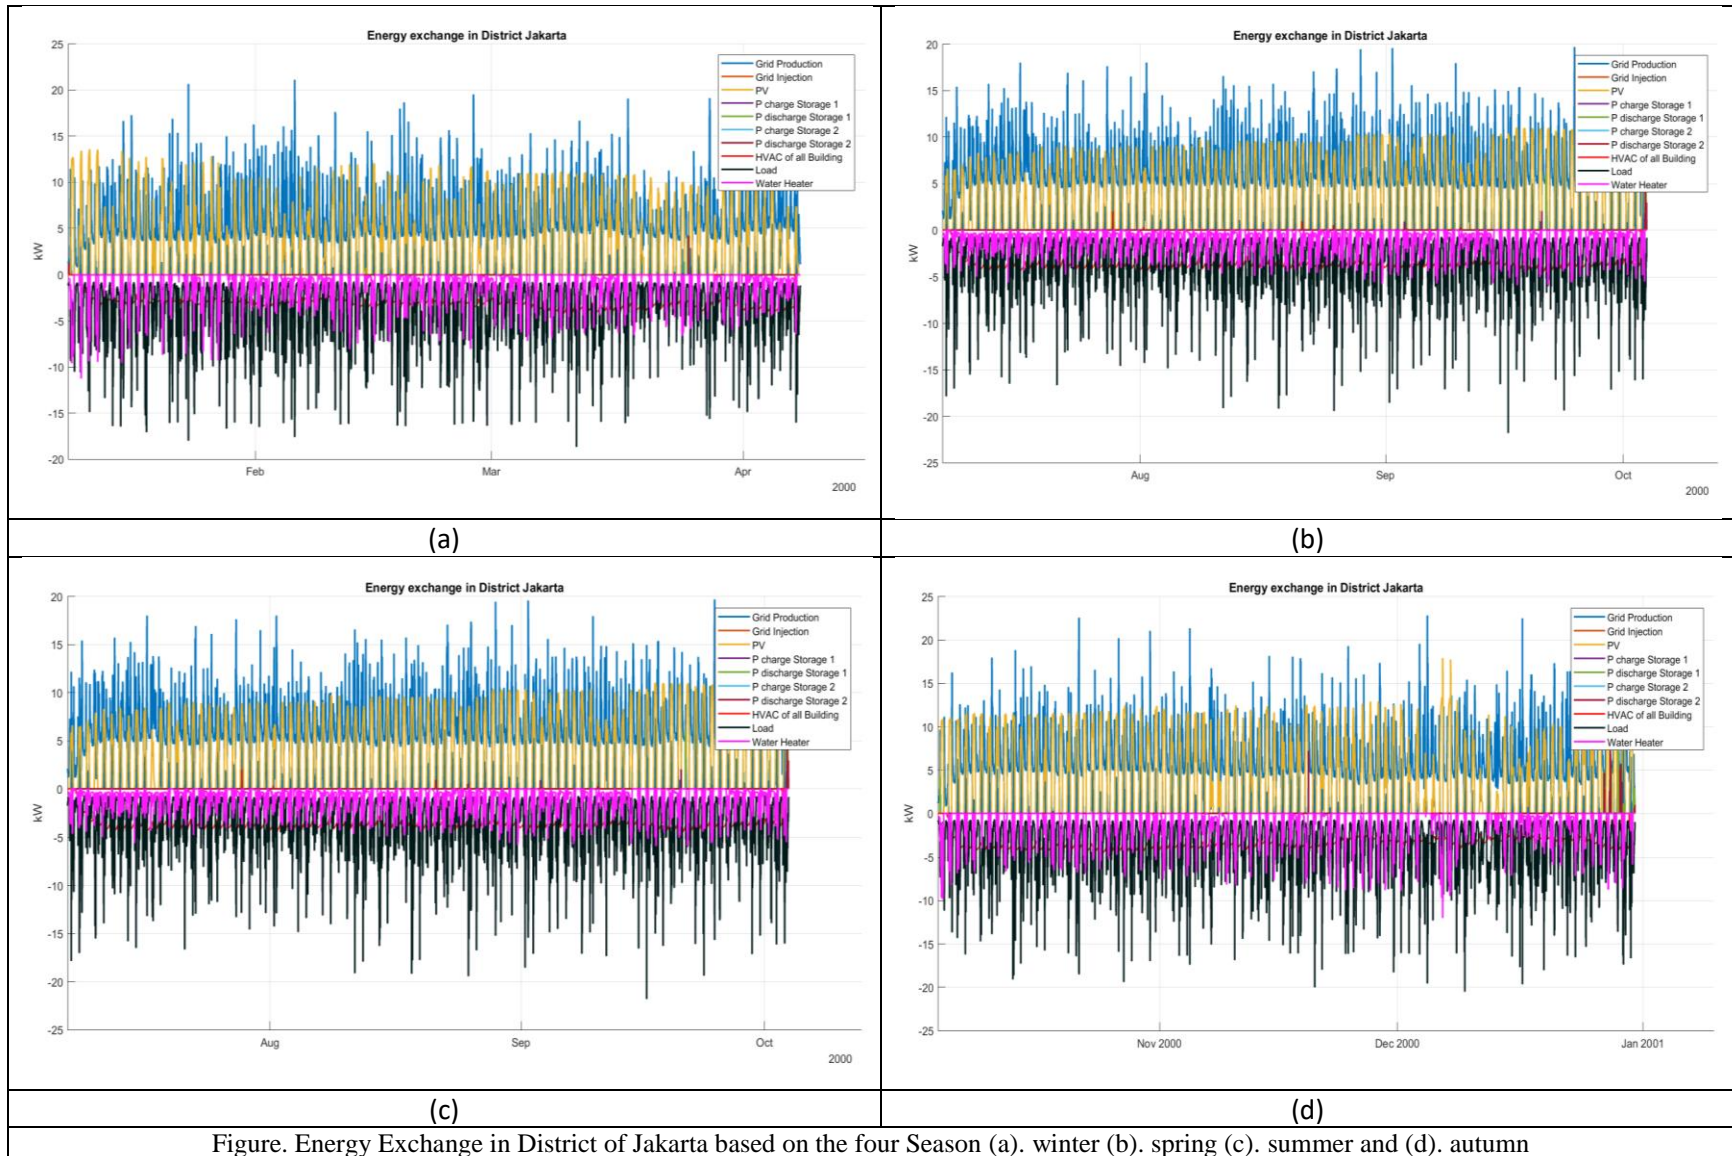 Energy exchange in District Jakarta
25
20
15
10
5
0
-5
-10
-15
-20
kW
Feb
Mar
Apr
2000
Grid Production
Grid Injection
PV
P charge Storage 1
P discharge Storage 1
P charge Storage 2
P discharge Storage 2
HVAC of all Building
Load
Water Heater
(a)
Energy exchange in District Jakarta
20
15
10
5
0
-5
-10
-15
-20
-25
kW
Aug
Sep
Oct
2000
Grid Production
Grid Injection
PV
P charge Storage 1
P discharge Storage 1
P charge Storage 2
P discharge Storage 2
HVAC of all Building
Load
Water Heater
(b)
Energy exchange in District Jakarta
20
15
10
5
0
-5
-10
-15
-20
-25
kW
Aug
Sep
Oct
2000
Grid Production
Grid Injection
PV
P charge Storage 1
P discharge Storage 1
P charge Storage 2
P discharge Storage 2
HVAC of all Building
Load
Water Heater
(c)
Energy exchange in District Jakarta
25
20
15
10
5
0
-5
-10
-15
-20
-25
kW
Nov 2000
Dec 2000
Jan 2001
Grid Production
Grid Injection
PV
P charge Storage 1
P discharge Storage 1
P charge Storage 2
P discharge Storage 2
HVAC of all Building
Load
Water Heater
(d)
Figure. Energy Exchange in District of Jakarta based on the four Season (a). winter (b). spring (c). summer and (d). autumn